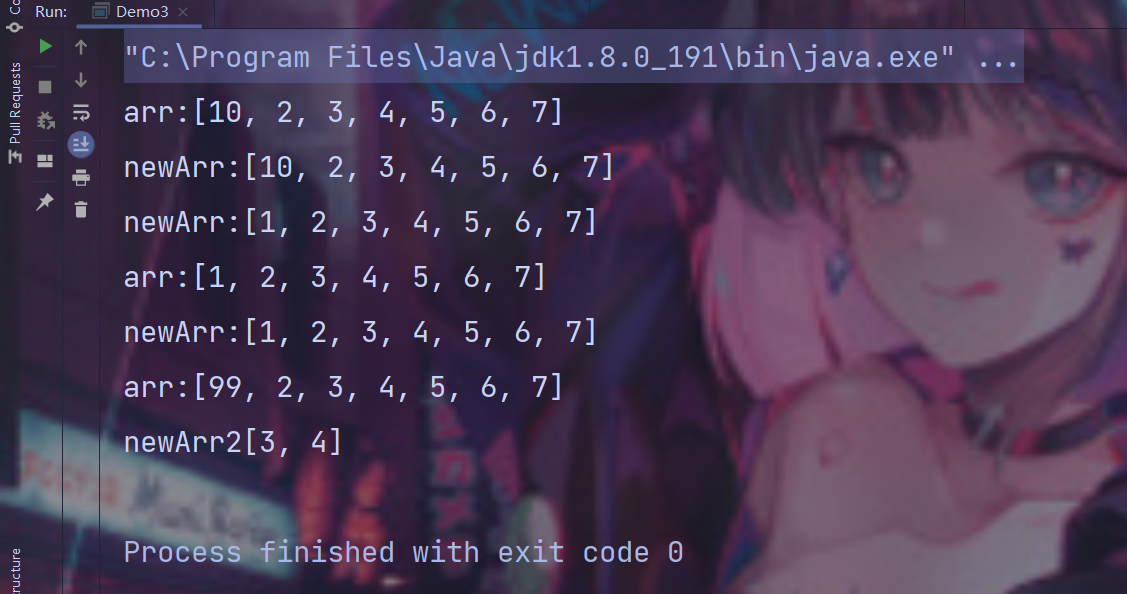 Run: Demo3
Pull Requests
"C:\Program Files\Java\jdk1.8.0_191\bin\java.exe" ...
arr:[10, 2, 3, 4, 5, 6, 7]
newArr:[10, 2, 3, 4, 5, 6, 7]
newArr:[1, 2, 3, 4, 5, 6, 7]
arr:[1, 2, 3, 4, 5, 6, 7]
newArr:[1, 2, 3, 4, 5, 6, 7]
arr:[99, 2, 3, 4, 5, 6, 7]
newArr2[3, 4]
Process finished with exit code 0
ructure